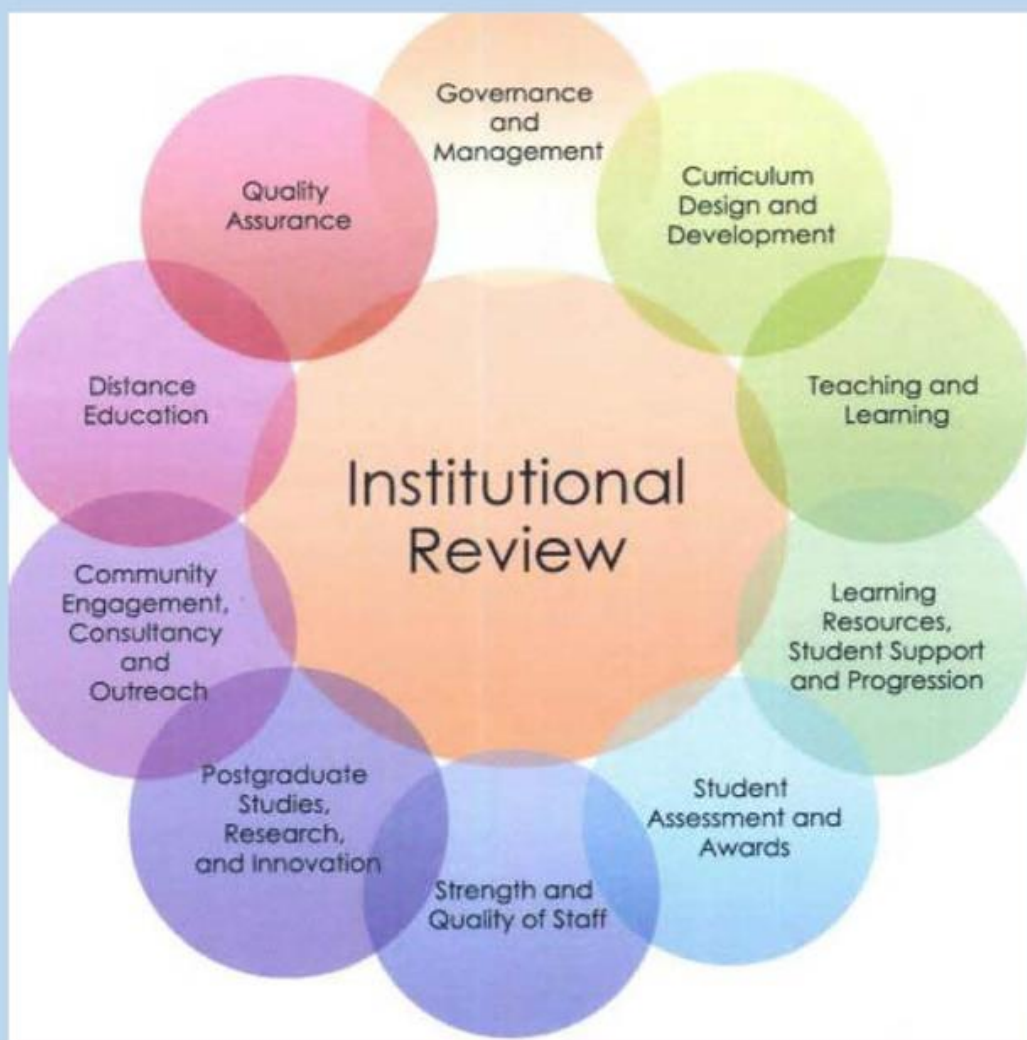 Governance
and
Management
Curriculum
Design and
Development
Teaching and
Learning
Learning
Resources,
Student Support
and Progression
Student
Assessment and
Awards
Strength and
Quality of Staff
Postgraduate
Studies,
Research,
and Innovation
Community
Engagement,
Consultancy
and
Outreach
Distance
Education
Quality
Assurance
Institutional
Review